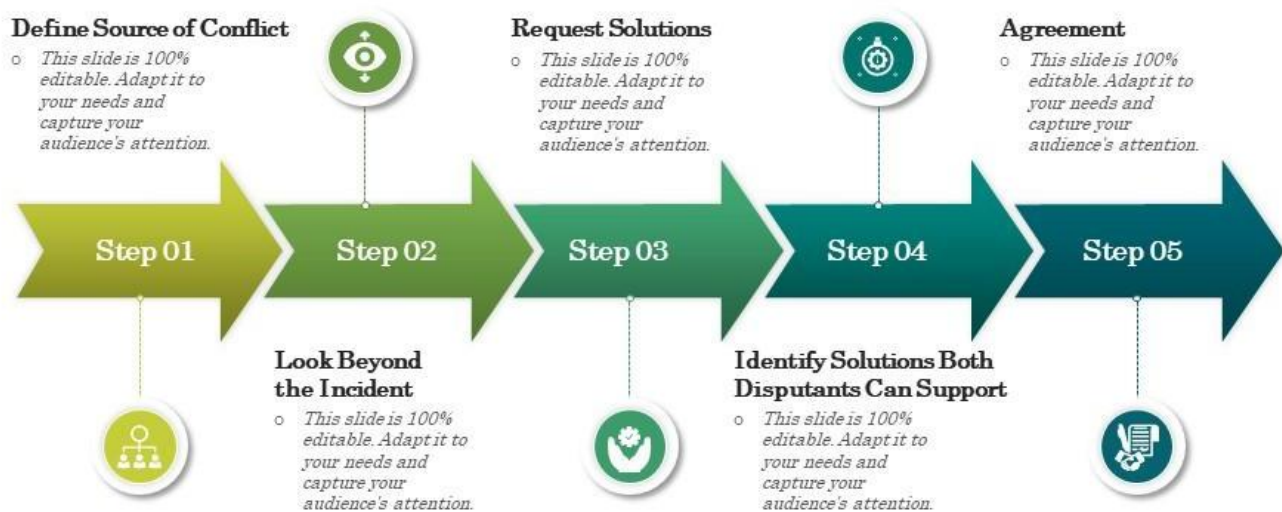 Define Source of Conflict
o This slide is 100%
editable. Adapt it to
your needs and
capture your
audience's attention.
Request Solutions
o This slide is 100%
editable. Adapt it to
your needs and
capture your
audience's attention.
Agreement
o This slide is 100%
editable. Adapt it to
your needs and
capture your
audience's attention.
Step 01
Step 02
Step 03
Step 04
Step 05
Look Beyond
the Incident
o This slide is 100%
editable. Adapt it to
your needs and
capture your
audience's attention.
Identify Solutions Both
Disputants Can Support
o This slide is 100%
editable. Adapt it to
your needs and
capture your
audience's attention.